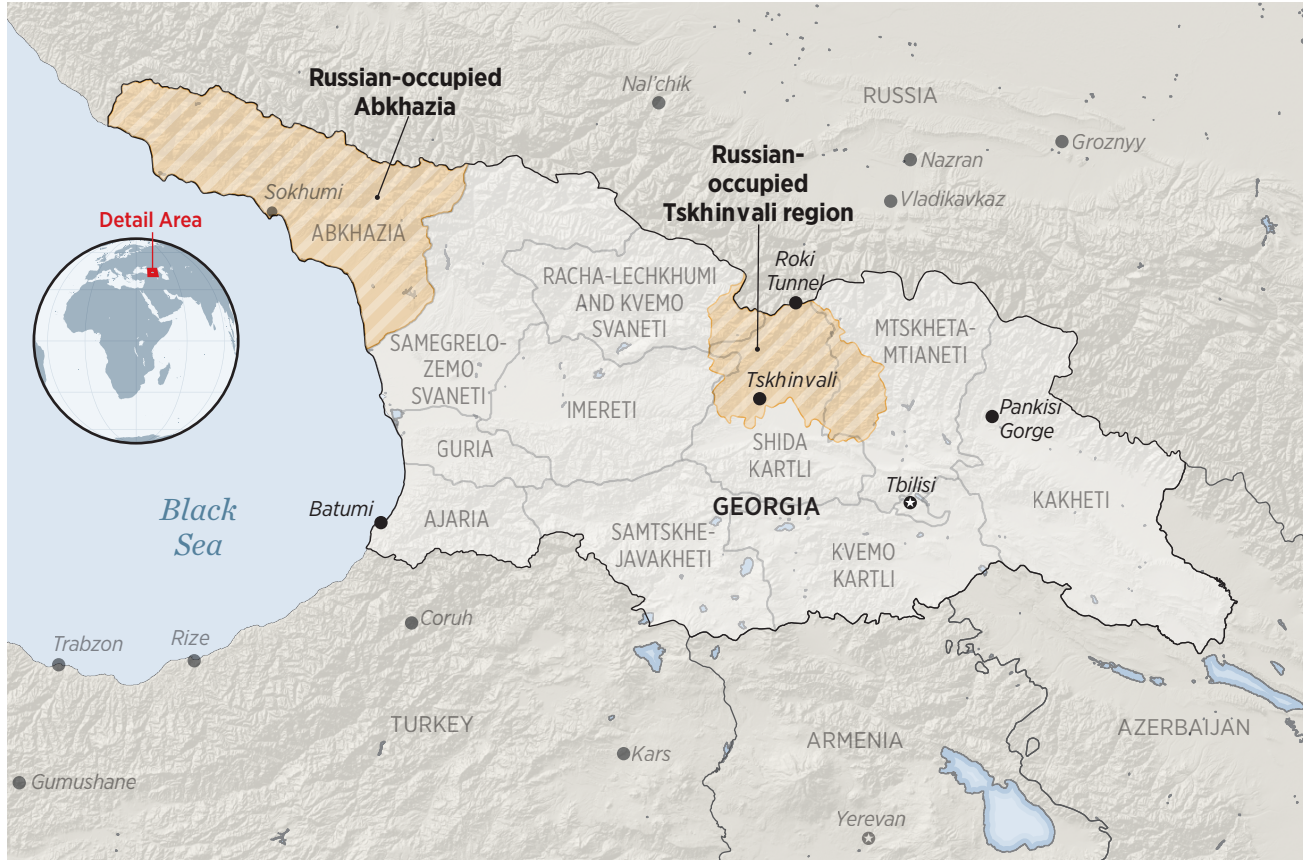 Russian-occupied
Abkhazia
Nal'chik
RUSSIA
Groznyy
Nazran
Vladikavkaz
Russian-
occupied
Tskhinvali region
Sokhumi
ABKHAZIA
Detail Area
Roki
Tunnel
RACHA-LECHKHUMI
AND KVEMO
SVANETI
MTSKHETA-
MTIANETI
SAMEGRELO-
ZEMO
SVANETI
Tskhinvali
IMERETI
Pankisi
Gorge
GURIA
SHIDA
KARTLI
Tbilisi
KAKHETI
Black
Sea
Batumi
AJARIA
GEORGIA
SAMTSKHE-
JAVAKHETI
KVEMO
KARTLI
Coruh
Trabzon
Rize
TURKEY
ARMENIA
AZERBAIJAN
Kars
Gumushane
Yerevan